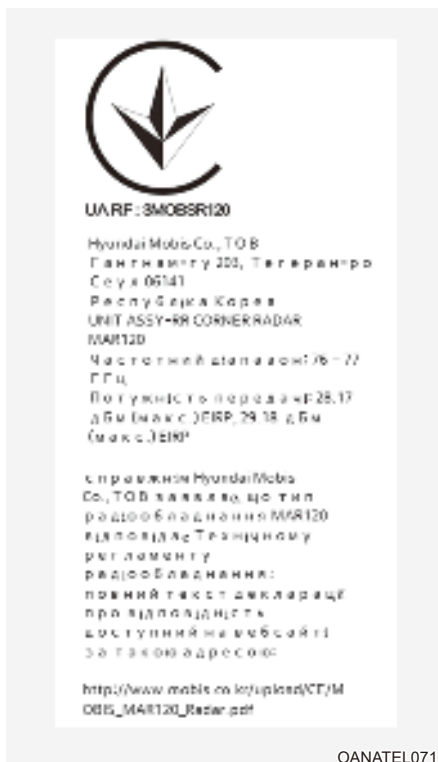 UA RF : 3MOBSR120
Hyundai Mobis Co., ТОВ
Гангнам-гу 203, Тегеран-ро
Сеул 06141
Республіка Корея
UNIT ASSY-RR CORNER RADAR
MAR120
Частотний діапазон: 76 – 77
ГГц
Потужність передачі: 28.17
дБм (макс.) EIRP, 29.18 дБм
(макс.) EIRP
справжнім Hyundai Mobis
Co., ТОВ заявляє, що тип
радіообладнання MAR120
відповідає Технічному
регламенту
радіообладнання;
повний текст декларації
про відповідність
доступний на вебсайті
за такою адресою:
http://www.mobis.co.kr/upload/CE/M
OBIS_MAR120_Radar.pdf
OANATEL071